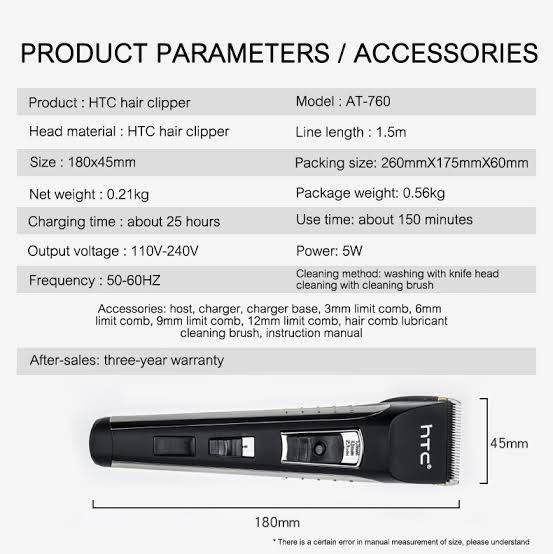 PRODUCT PARAMETERS / ACCESSORIES
Product : HTC hair clipper
Model : AT-760
Head material : HTC hair clipper
Line length : 1.5m
Size : 180x45mm
Packing size: 260mmX175mmX60mm
Net weight : 0.21kg
Package weight: 0.56kg
Charging time : about 25 hours
Use time: about 150 minutes
Output voltage : 110V-240V
Power: 5W
Frequency : 50-60HZ
Cleaning method: washing with knife head
cleaning with cleaning brush
Accessories: host, charger, charger base, 3mm limit comb, 6mm
limit comb, 9mm limit comb, 12mm limit comb, hair comb lubricant
cleaning brush, instruction manual
After-sales: three-year warranty
hTC®
45mm
180mm
* There is a certain error in manual measurement of size, please understand